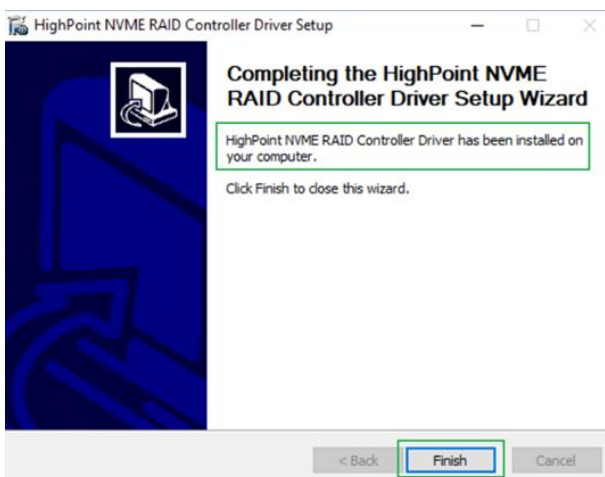 HighPoint NVME RAID Controller Driver Setup
Completing the HighPoint NVME
RAID Controller Driver Setup Wizard
HighPoint NVME RAID Controller Driver has been installed on
your computer.
Click Finish to close this wizard.
< Back
Finish
Cancel